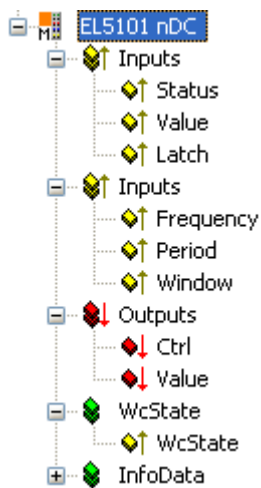 EL5101 nDC
Inputs
Status
Value
Latch
Inputs
Frequency
Period
Window
Outputs
Ctrl
Value
WcState
WcState
InfoData